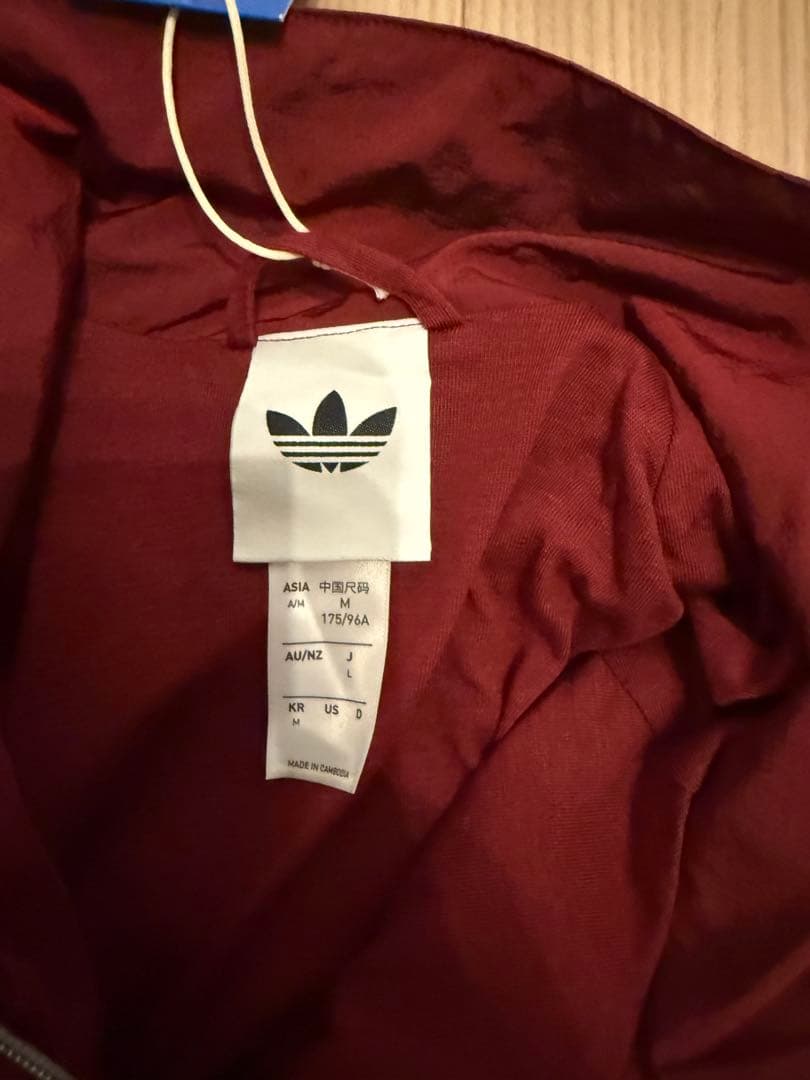 ASIA 中国尺码
A/M M
175/96A
AU/NZ J
L
KR US D
M
MADE IN CAMBODIA